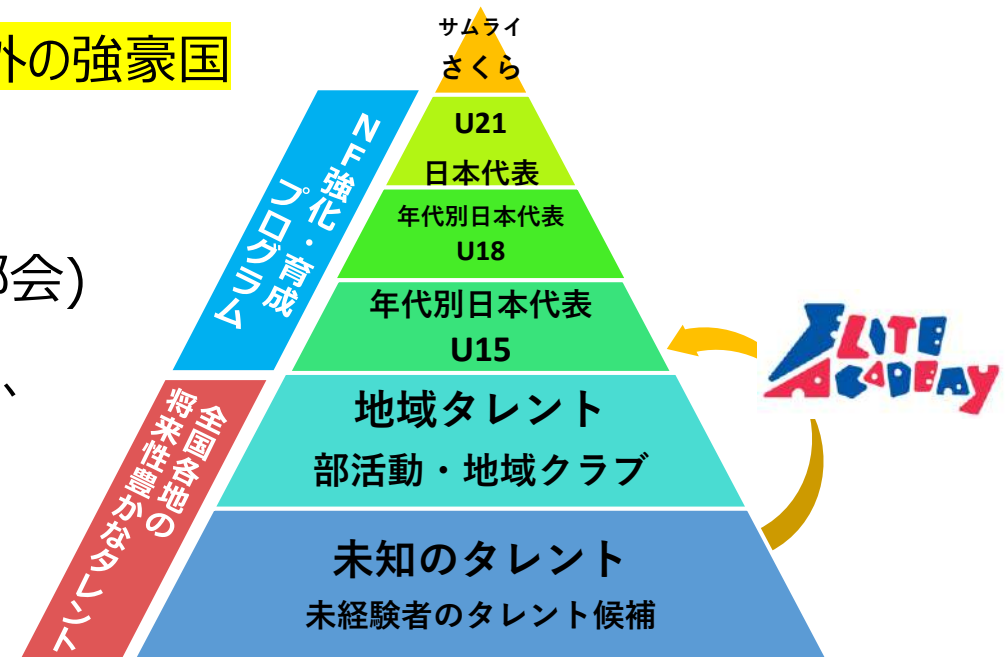 外の強豪国
部会)
、
サムライ
さくら
U21
日本代表
年代別日本代表
U18
年代別日本代表
U15
地域タレント
部活動・地域クラブ
未知のタレント
未経験者のタレント候補
NF強化・育成
プログラム
全国各地の
将来性豊かなタレント
ELITE
ACADEMY